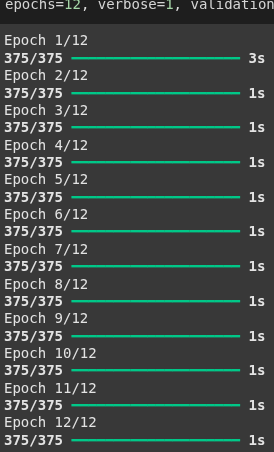 epochs=12, verbose=1, validation
Epoch 1/12
375/375 3s
Epoch 2/12
375/375 1s
Epoch 3/12
375/375 1s
Epoch 4/12
375/375 1s
Epoch 5/12
375/375 1s
Epoch 6/12
375/375 1s
Epoch 7/12
375/375 1s
Epoch 8/12
375/375 1s
Epoch 9/12
375/375 1s
Epoch 10/12
375/375 1s
Epoch 11/12
375/375 1s
Epoch 12/12
375/375 1s